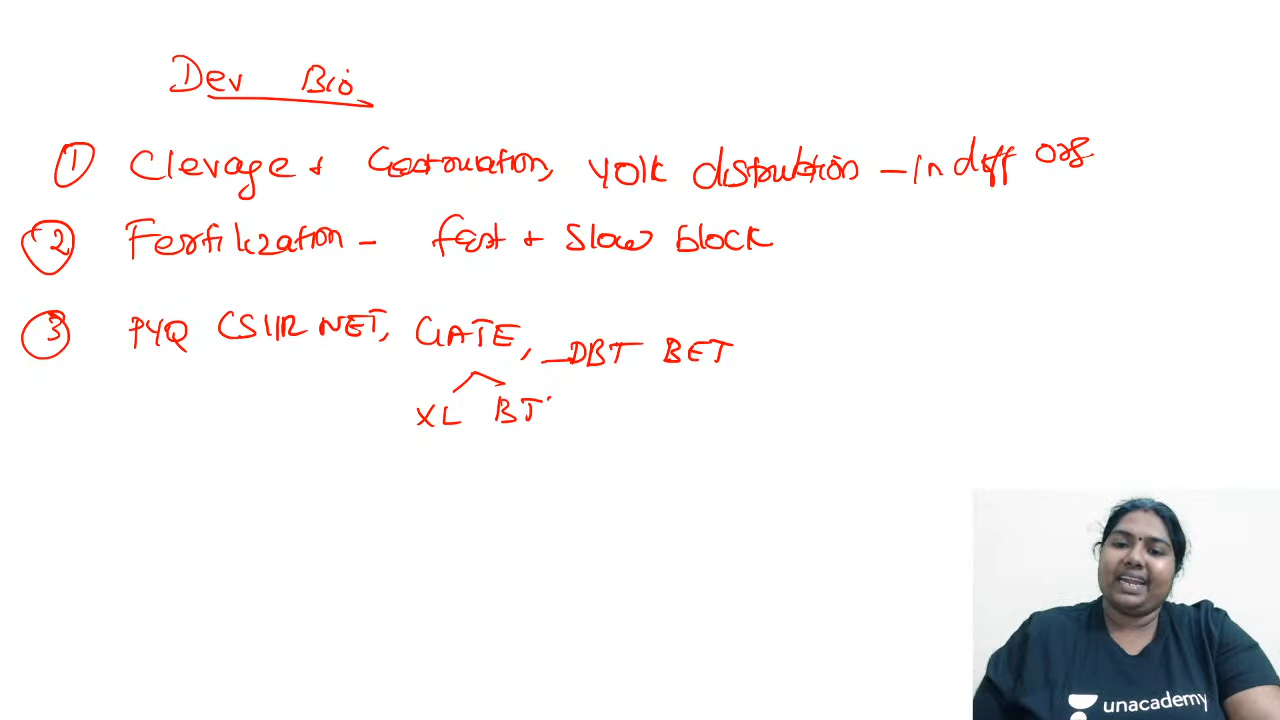 Dev Bio
① Clevage + Gastrulation, yolk distribution - In diff org
② Fertilization - fast + slow block
③ PYQ CSIR NET, GATE, DBT BET
XL BT
unacademy